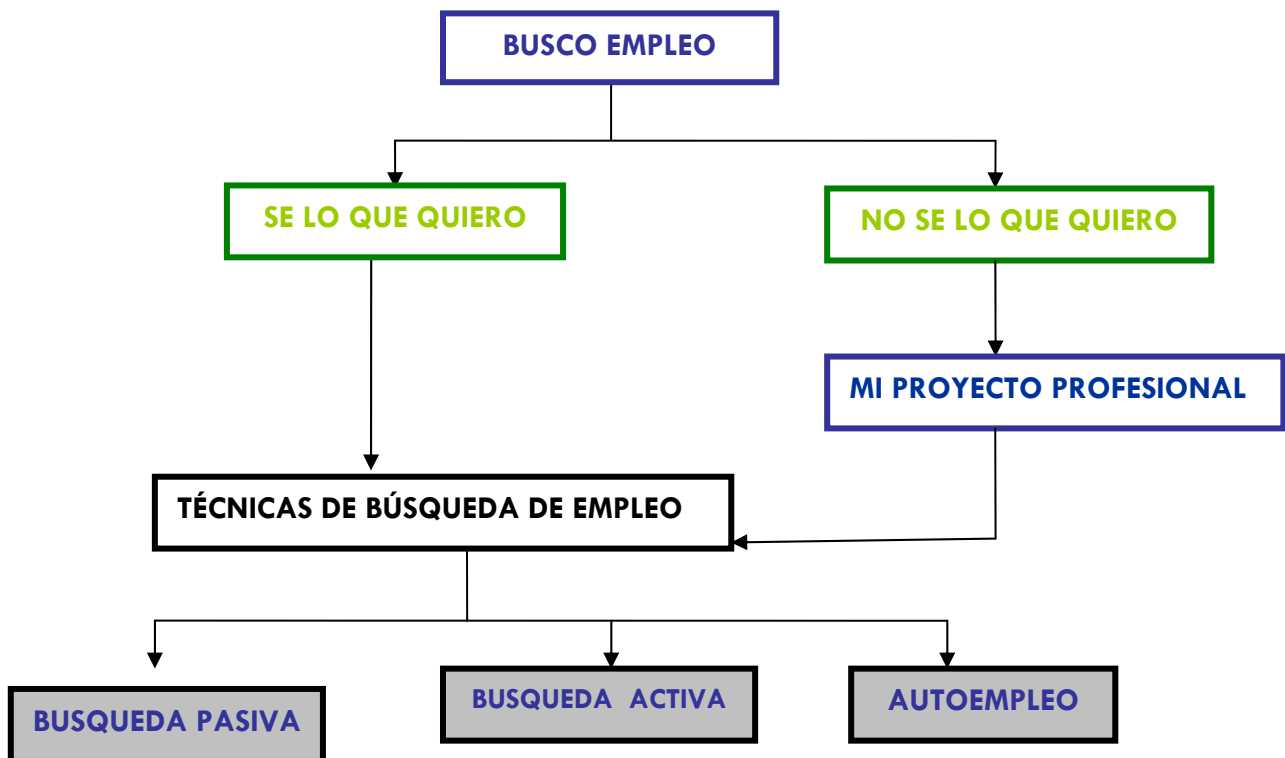 BUSCO EMPLEO
SE LO QUE QUIERO
NO SE LO QUE QUIERO
MI PROYECTO PROFESIONAL
TÉCNICAS DE BÚSQUEDA DE EMPLEO
BUSQUEDA PASIVA
BUSQUEDA ACTIVA
AUTOEMPLEO